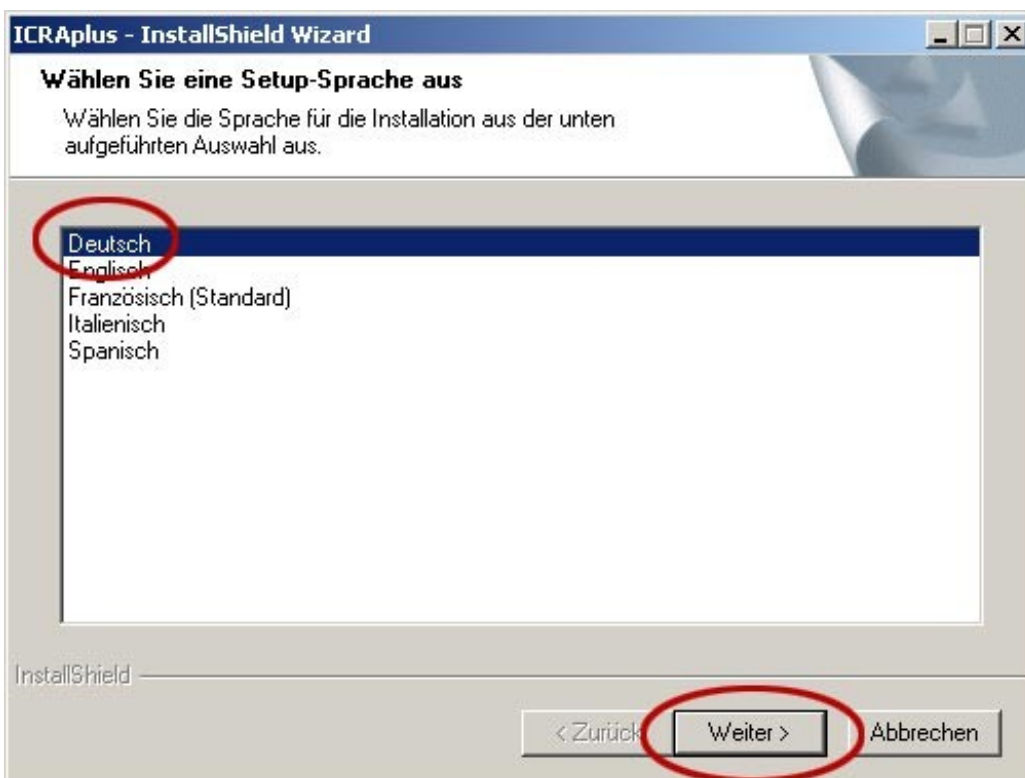 ICRAplus - InstallShield Wizard
Wählen Sie eine Setup-Sprache aus
Wählen Sie die Sprache für die Installation aus der unten
aufgeführten Auswahl aus.
Deutsch
Englisch
Französisch (Standard)
Italienisch
Spanisch
InstallShield
< Zurück
Weiter >
Abbrechen